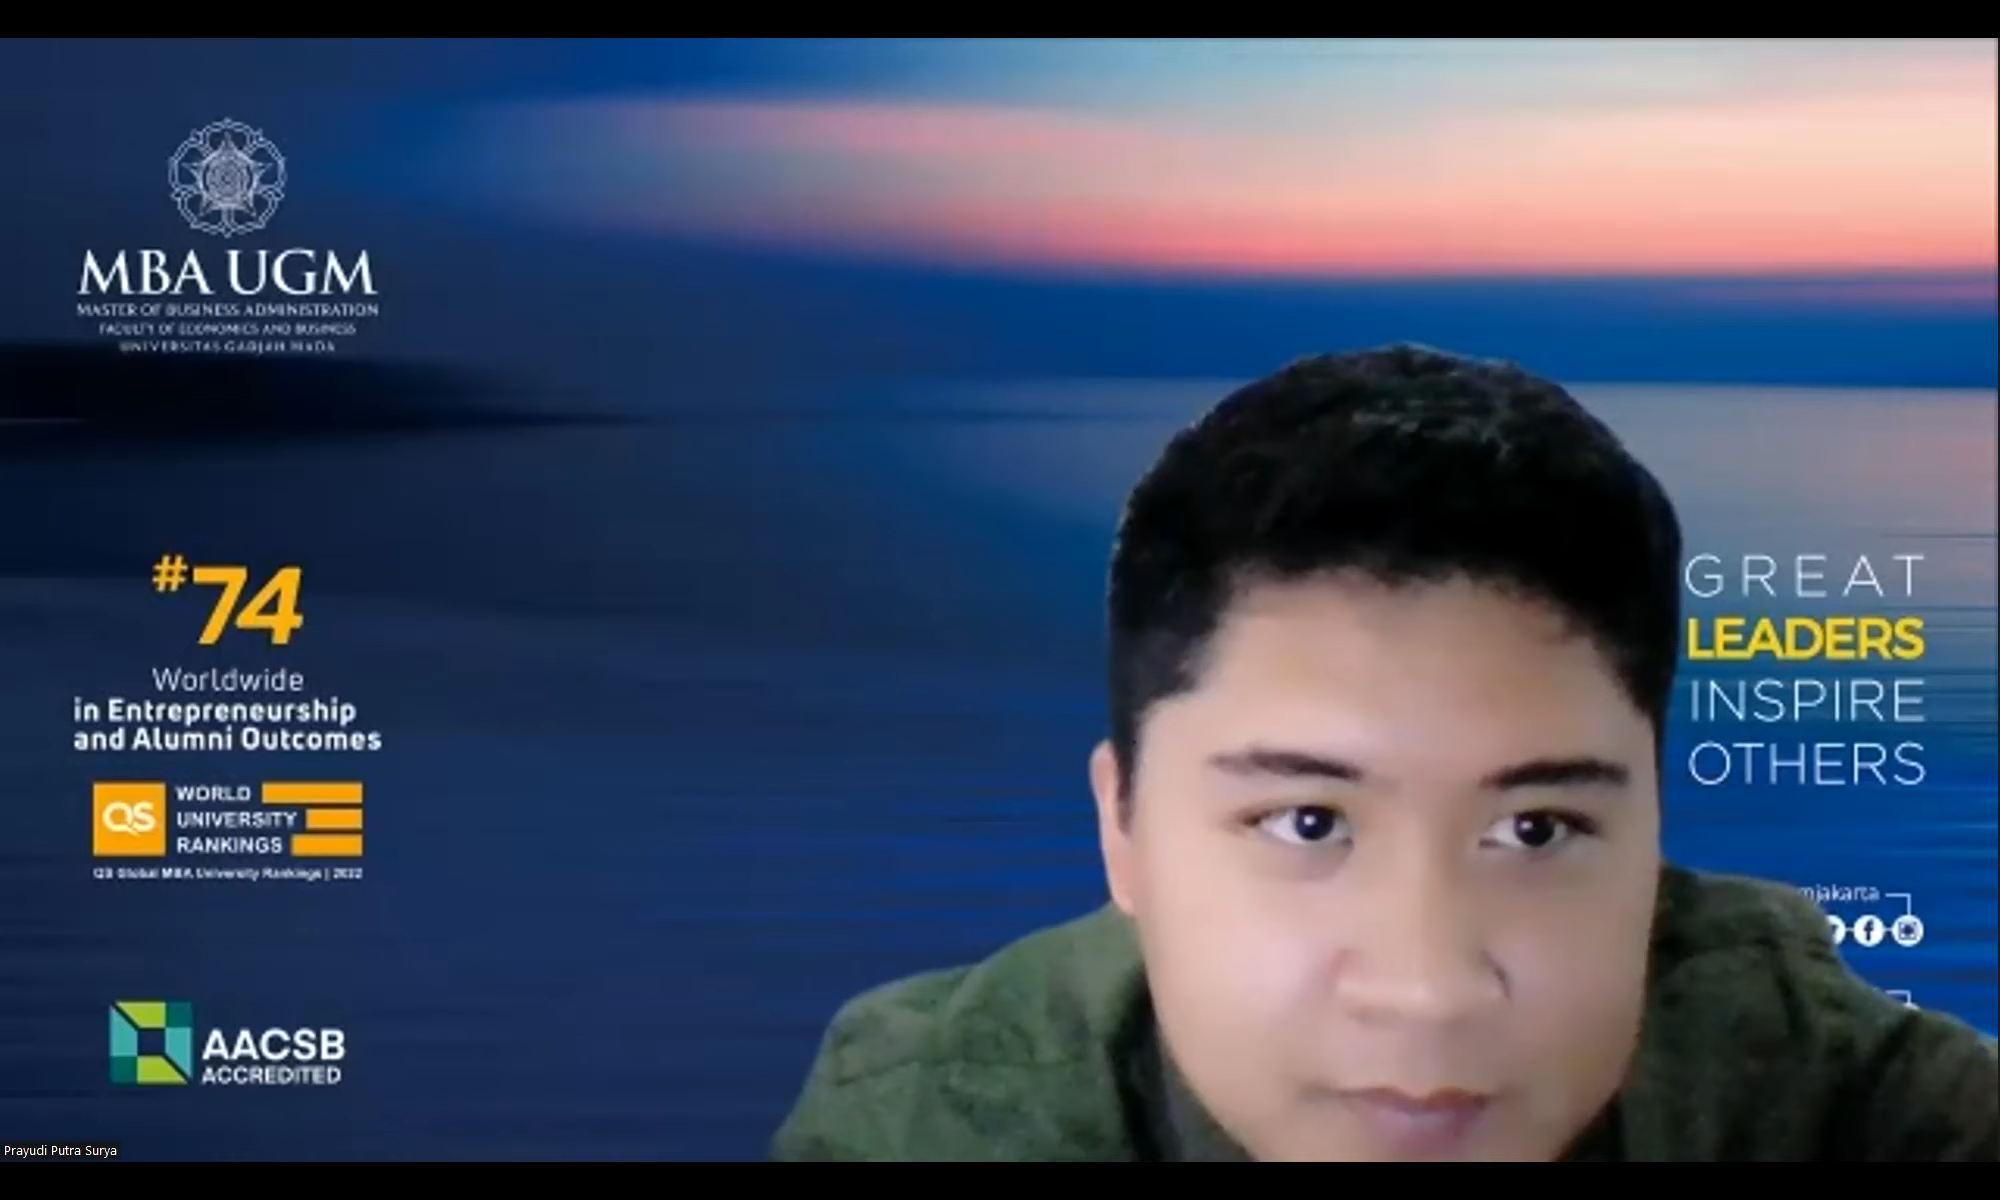 MBA UGM
MASTER OF BUSINESS ADMINISTRATION
FACULTY OF ECONOMICS AND BUSINESS
UNIVERSITAS GADJAH MADA
#74
Worldwide
in Entrepreneurship
and Alumni Outcomes
QS
WORLD
UNIVERSITY
RANKINGS
QS Global MBA University Rankings | 2022
AACSB
ACCREDITED
GREAT
LEADERS
INSPIRE
OTHERS
mjakarta
Prayudi Putra Surya